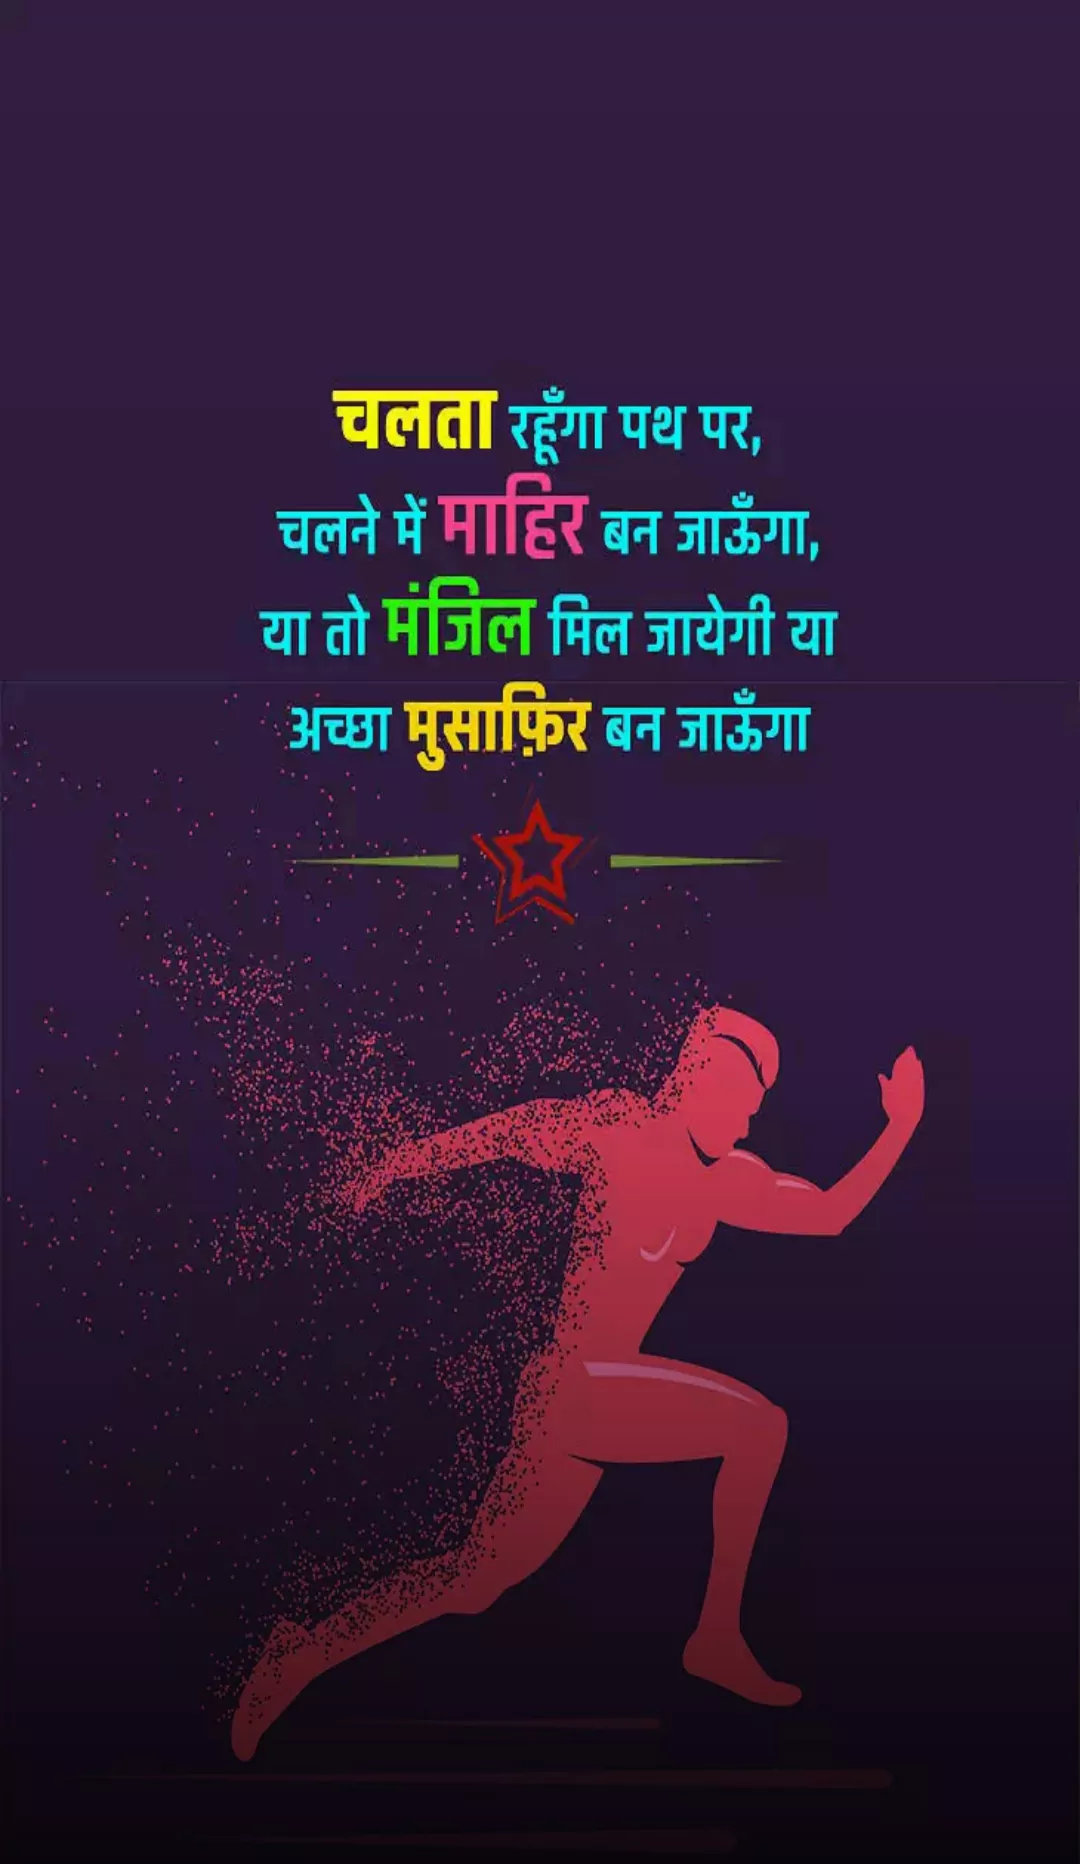 चलता रहूँगा पथ पर,
चलने में माहिर बन जाऊँगा,
या तो मंजिल मिल जायेगी या
अच्छा मुसाफ़िर बन जाऊँगा